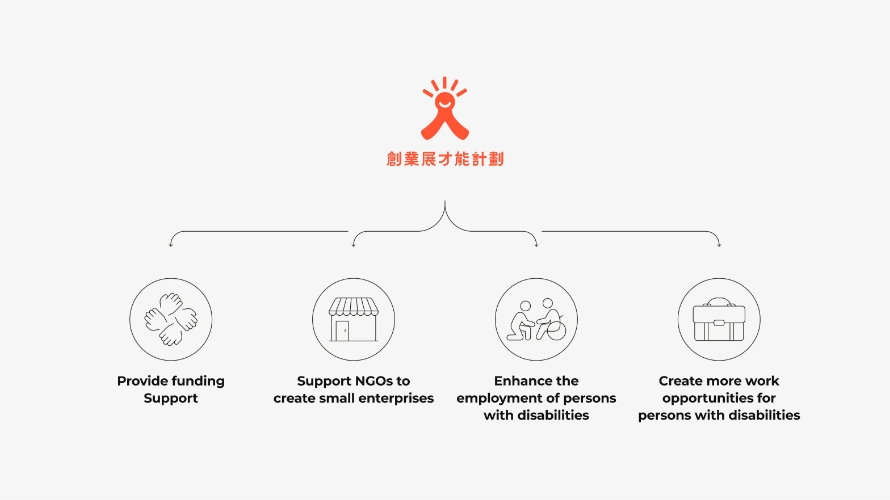 創業展才能計劃
Provide funding
Support
Support NGOs to
create small enterprises
Enhance the
employment of persons
with disabilities
Create more work
opportunities for
persons with disabilities